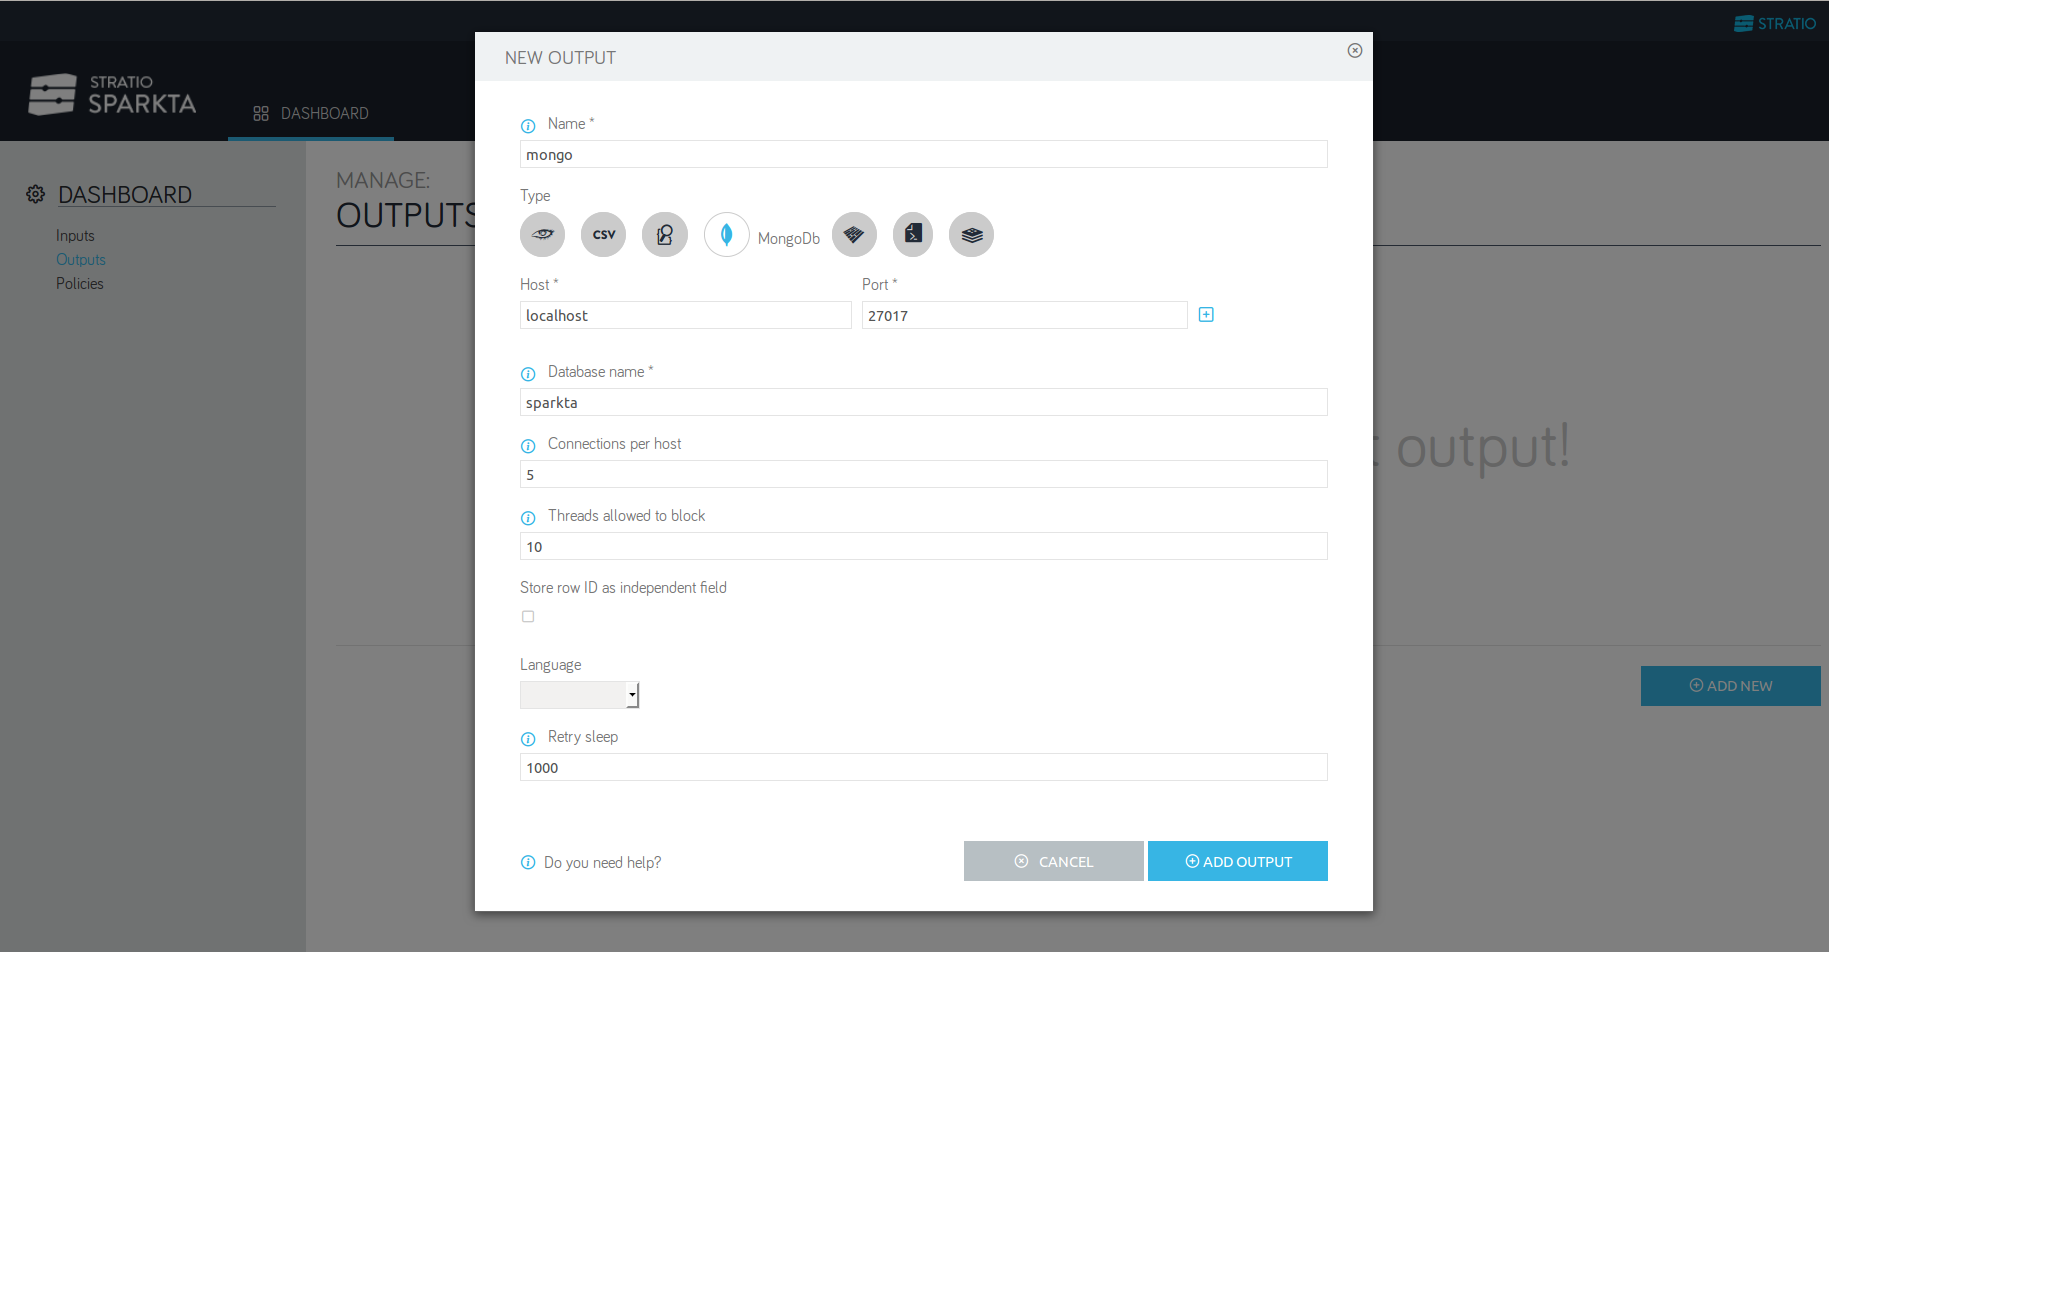 STRATIO
STRATIO
SPARKTA
DASHBOARD
DASHBOARD
Inputs
Outputs
Policies
MANAGE:
OUTPUTS
output!
ADD NEW
NEW OUTPUT
Name *
mongo
Type
CSV
MongoDb
Host * Port *
localhost 27017
Database name *
sparkta
Connections per host
5
Threads allowed to block
10
Store row ID as independent field
Language
Retry sleep
1000
Do you need help? CANCEL ADD OUTPUT